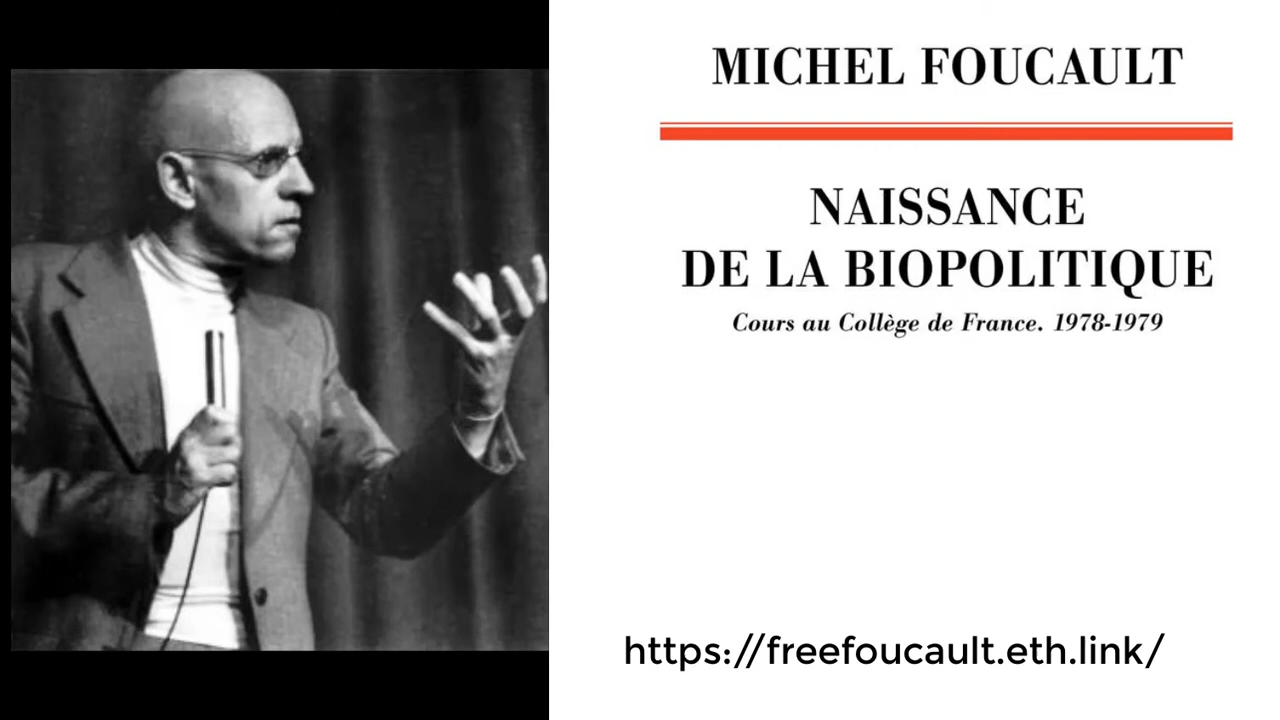 MICHEL FOUCAULT
NAISSANCE
DE LA BIOPOLITIQUE
Cours au Collège de France. 1978-1979
https://freefoucault.eth.link/